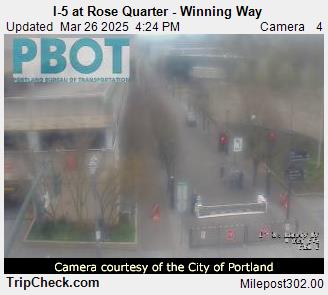 I-5 at Rose Quarter - Winning Way
Updated Mar 26 2025 4:24 PM Camera 4
PBOT
PORTLAND BUREAU OF TRANSPORTATION
Camera courtesy of the City of Portland
TripCheck.com Milepost302.00